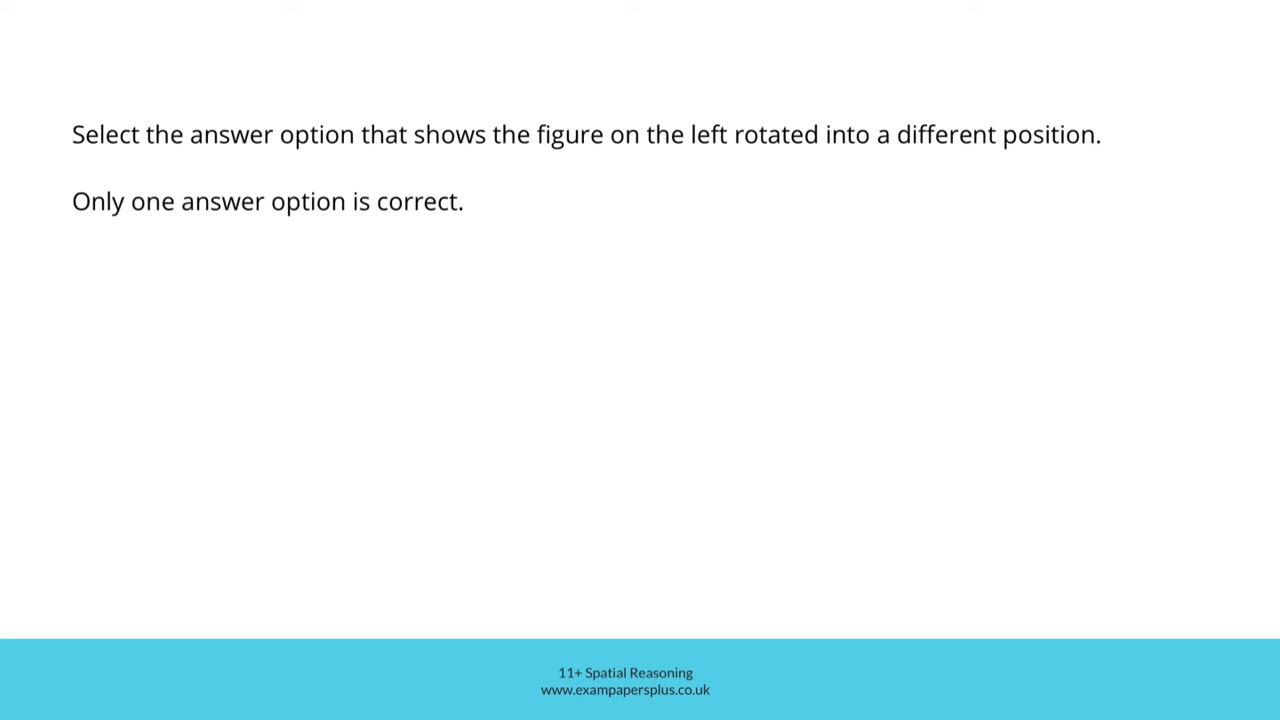 Select the answer option that shows the figure on the left rotated into a different position.
Only one answer option is correct.
11+ Spatial Reasoning
www.exampapersplus.co.uk